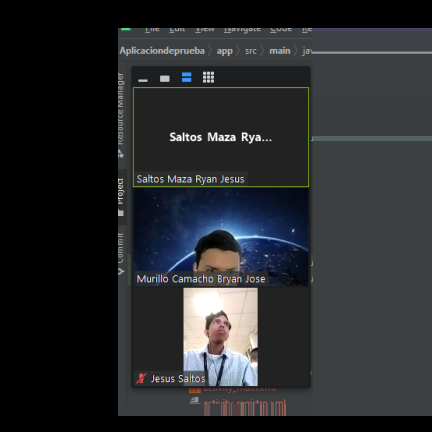 File Edit View Navigate Code Re
Aplicaciondeprueba app src main jav
Resource Manager
Project
Commit
Saltos Maza Rya...
Saltos Maza Ryan Jesus
Murillo Camacho Bryan Jose
Jesus Saltos